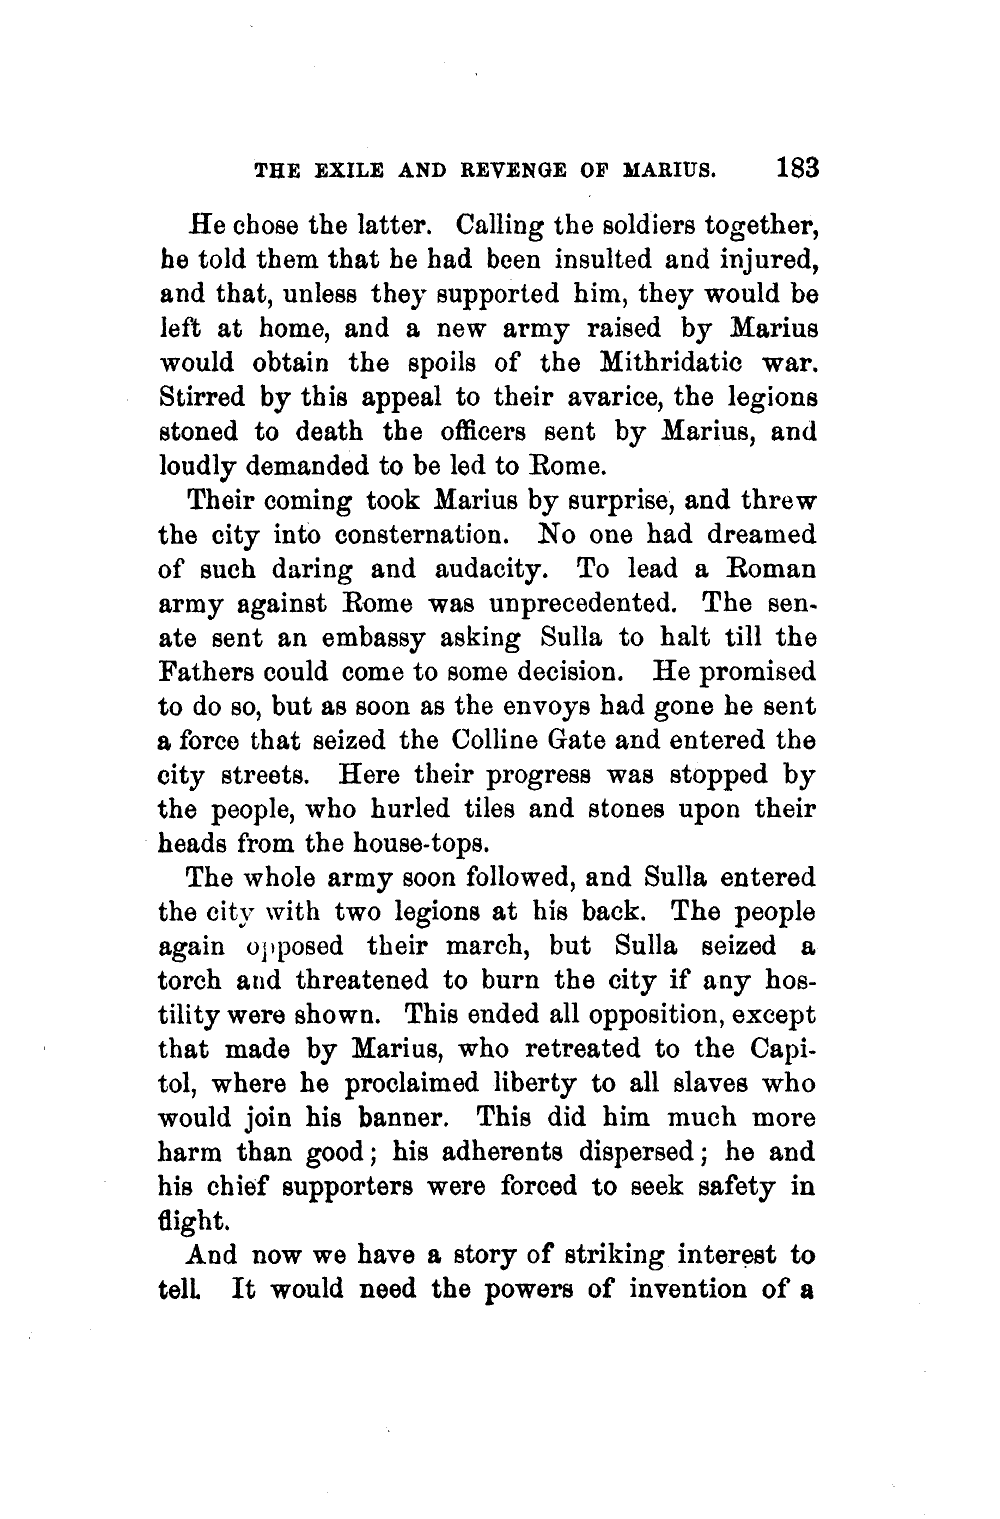 THE EXILE AND REVENGE OF MARIUS. 183
He chose the latter. Calling the soldiers together,
he told them that he had been insulted and injured,
and that, unless they supported him, they would be
left at home, and a new army raised by Marius
would obtain the spoils of the Mithridatic war.
Stirred by this appeal to their avarice, the legions
stoned to death the officers sent by Marius, and
loudly demanded to be led to Rome.
Their coming took Marius by surprise, and threw
the city into consternation. No one had dreamed
of such daring and audacity. To lead a Roman
army against Rome was unprecedented. The sen-
ate sent an embassy asking Sulla to halt till the
Fathers could come to some decision. He promised
to do so, but as soon as the envoys had gone he sent
a force that seized the Colline Gate and entered the
city streets. Here their progress was stopped by
the people, who hurled tiles and stones upon their
heads from the house-tops.
The whole army soon followed, and Sulla entered
the city with two legions at his back. The people
again opposed their march, but Sulla seized a
torch and threatened to burn the city if any hos-
tility were shown. This ended all opposition, except
that made by Marius, who retreated to the Capi-
tol, where he proclaimed liberty to all slaves who
would join his banner. This did him much more
harm than good; his adherents dispersed; he and
his chief supporters were forced to seek safety in
flight.
And now we have a story of striking interest to
tell. It would need the powers of invention of a